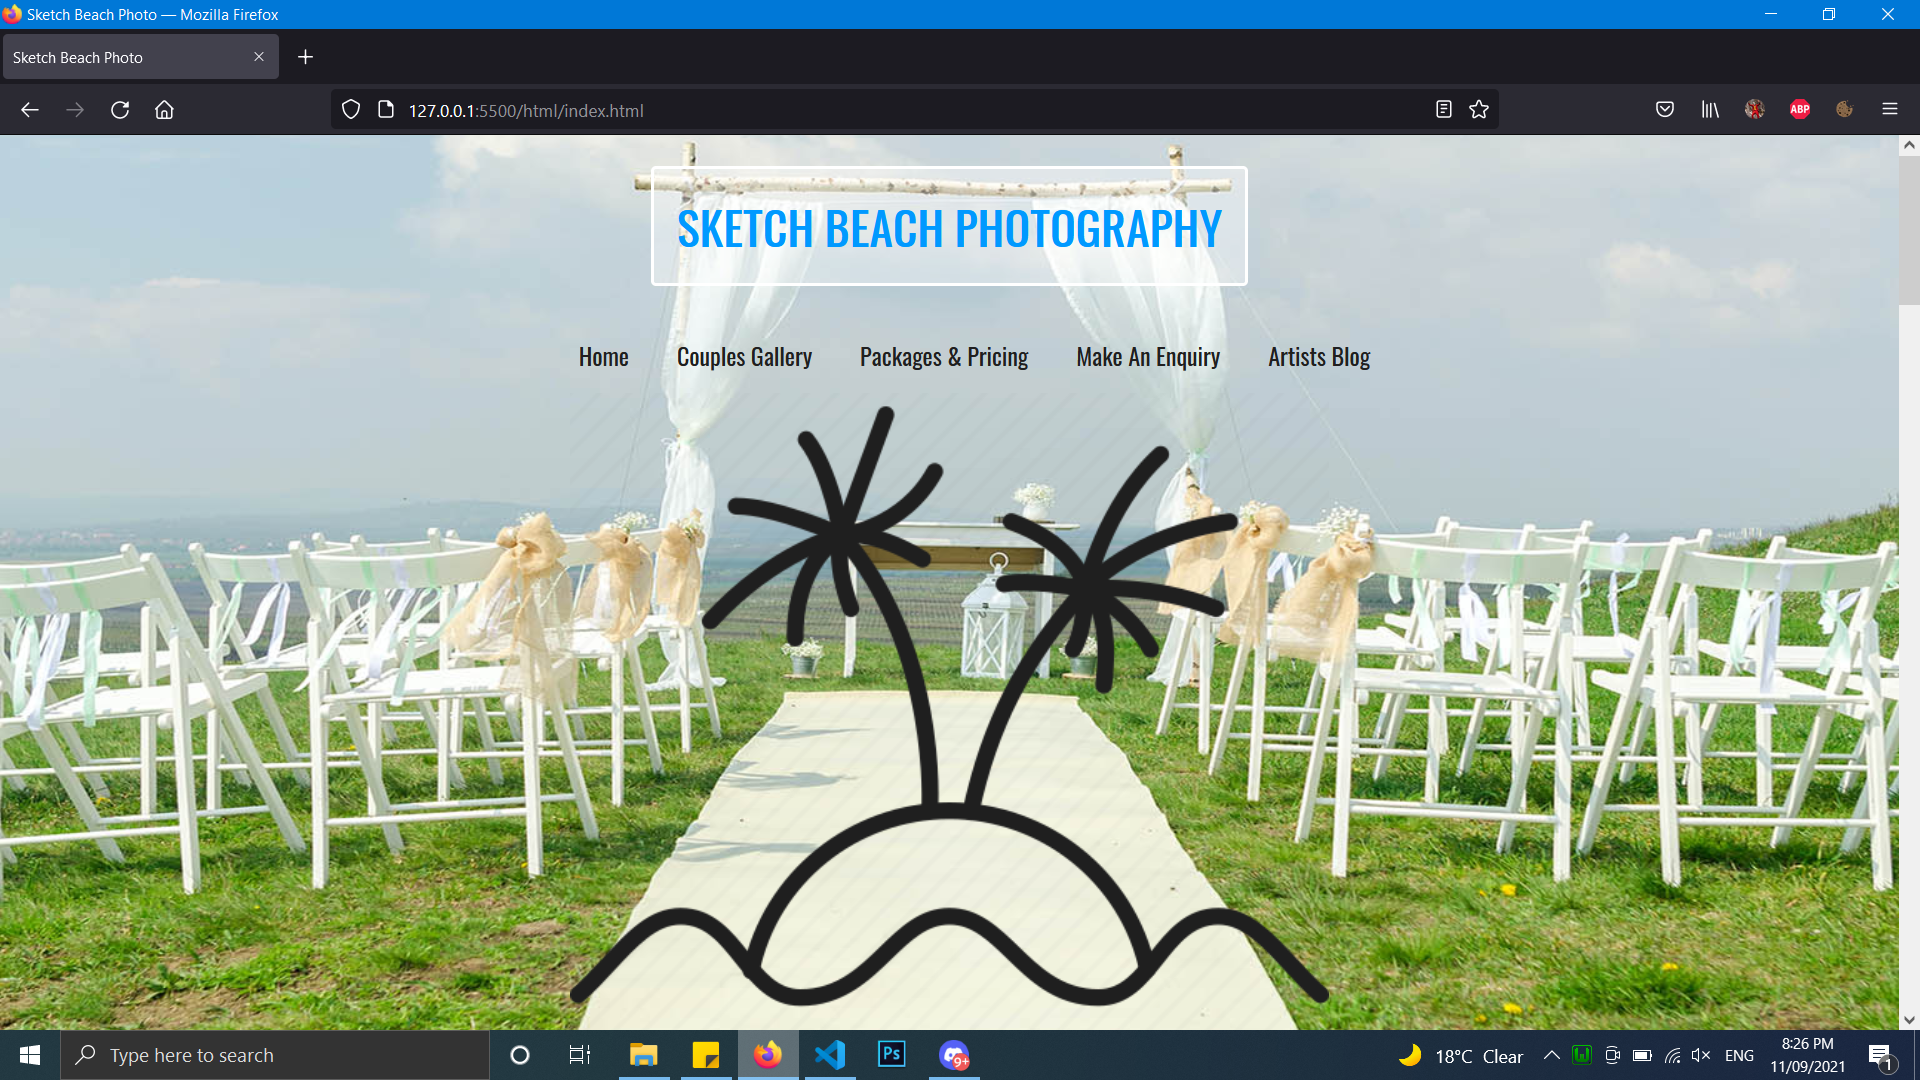 Sketch Beach Photo — Mozilla Firefox
Sketch Beach Photo
127.0.0.1:5500/html/index.html
ABP
SKETCH BEACH PHOTOGRAPHY
Home Couples Gallery Packages & Pricing Make An Enquiry Artists Blog
Type here to search
Ps
9+
18°C Clear
ENG
8:26 PM
11/09/2021
1